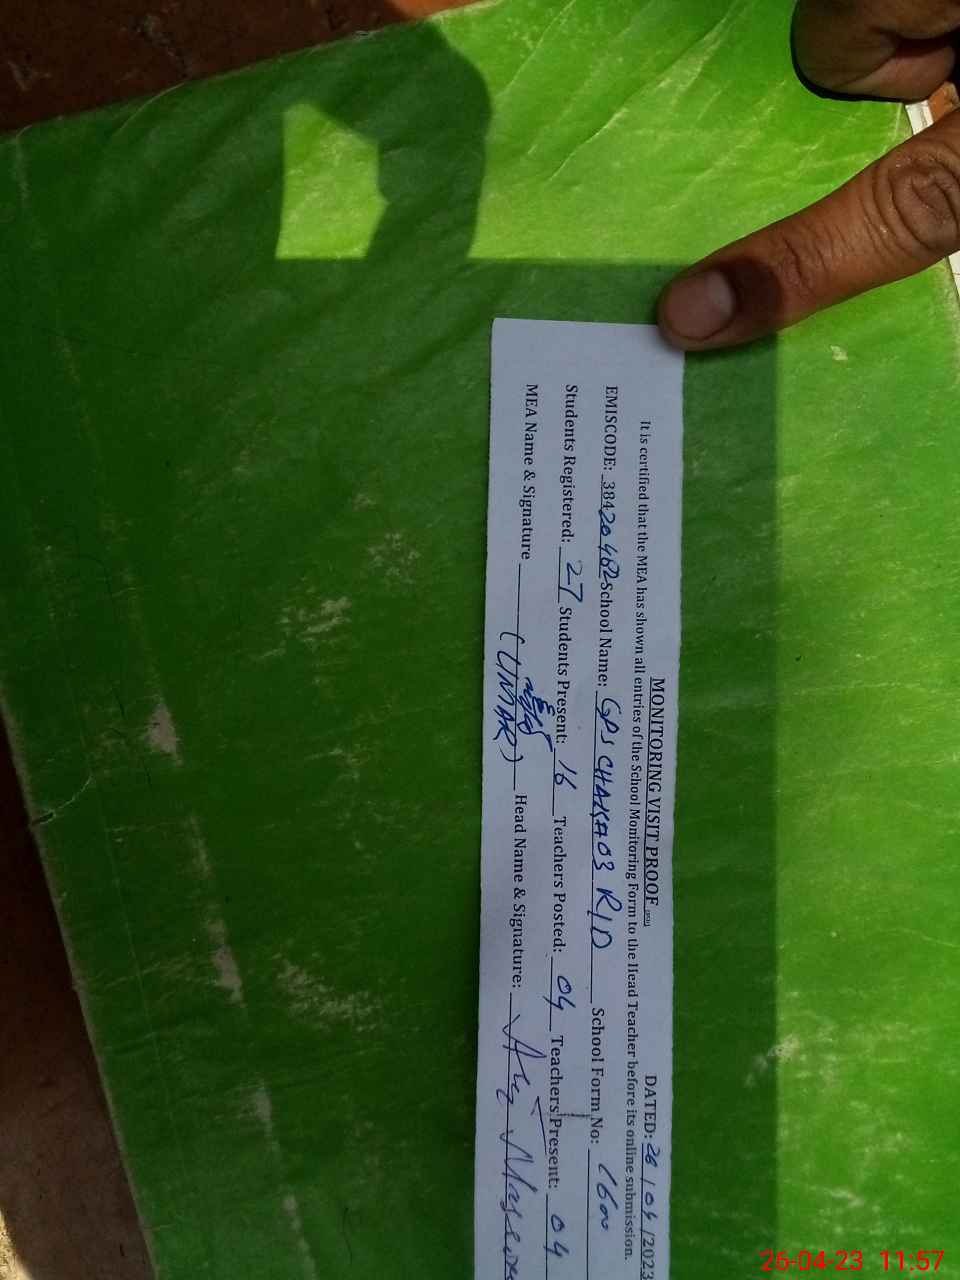 MONITORING VISIT PROOF DATED: 26/04/2023
It is certified that the MEA has shown all entries of the School Monitoring Form to the Head Teacher before its online submission.
EMISCODE: 38420482 School Name: GPS CHAK#03 RID School Form No:
Students Registered: 27 Students Present: 16 Teachers Posted: 04 Teachers Present: 04
MEA Name & Signature (UMAR) Head Name & Signature:
26-04-23 11:57